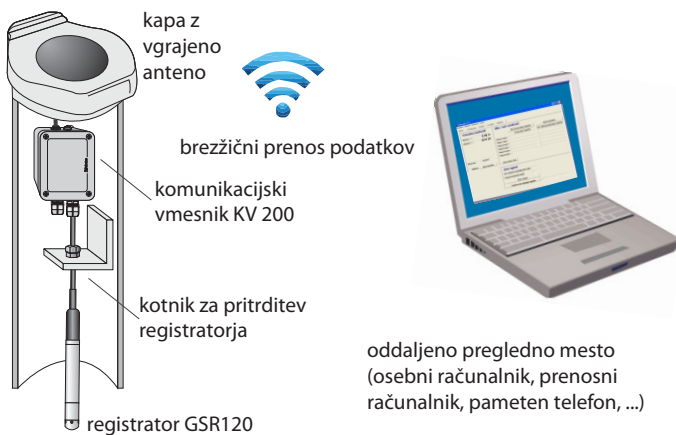 kapa z
vgrajeno
anteno
brezžični prenos podatkov
komunikacijski
vmesnik KV 200
kotnik za pritrditev
registratorja
registrator GSR120
oddaljeno pregledno mesto
(osebni računalnik, prenosni
računalnik, pameten telefon, ...)